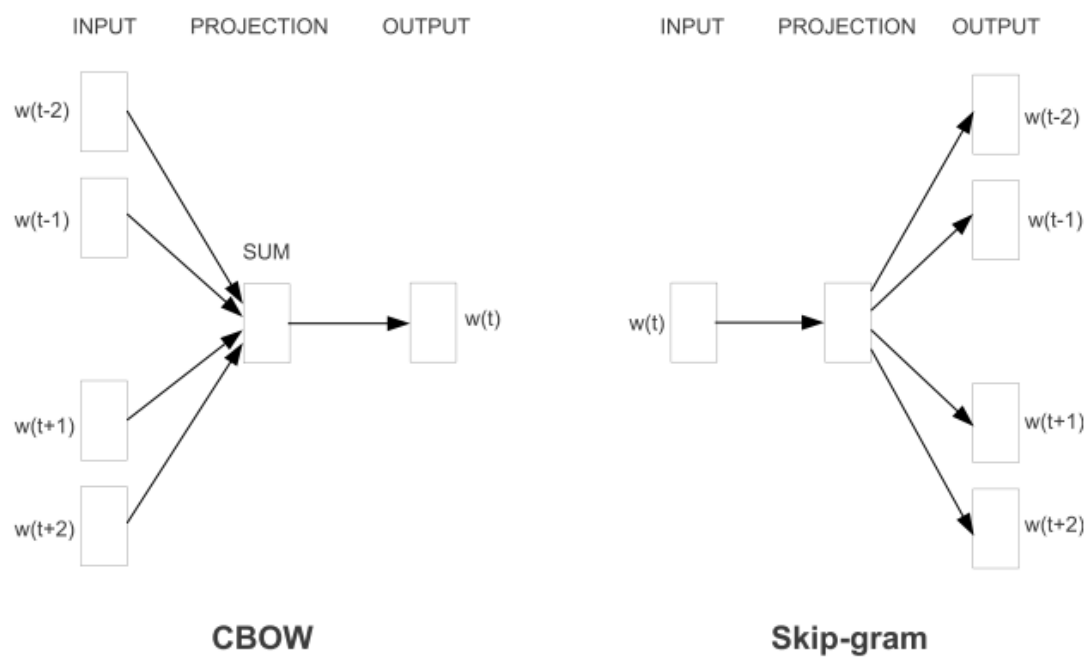 INPUT PROJECTION OUTPUT
w(t-2)
w(t-1)
SUM
w(t)
w(t+1)
w(t+2)
CBOW
INPUT PROJECTION OUTPUT
w(t-2)
w(t-1)
w(t)
w(t+1)
w(t+2)
Skip-gram